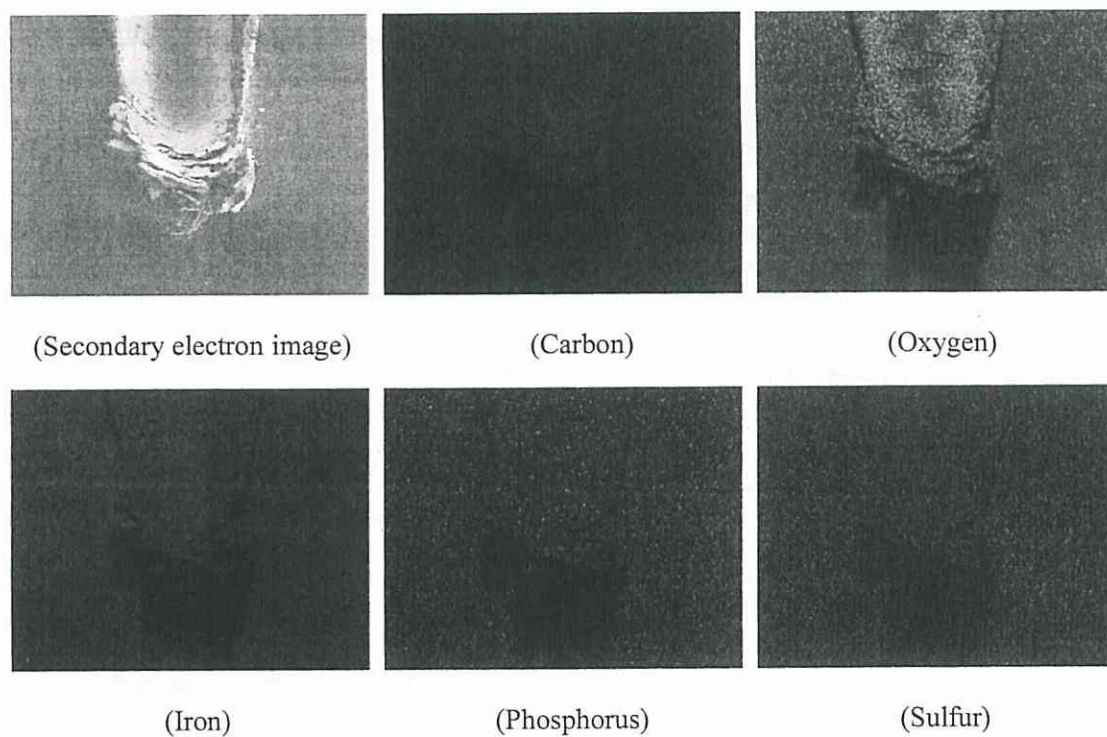 (Secondary electron image)
(Carbon)
(Oxygen)
(Iron)
(Phosphorus)
(Sulfur)